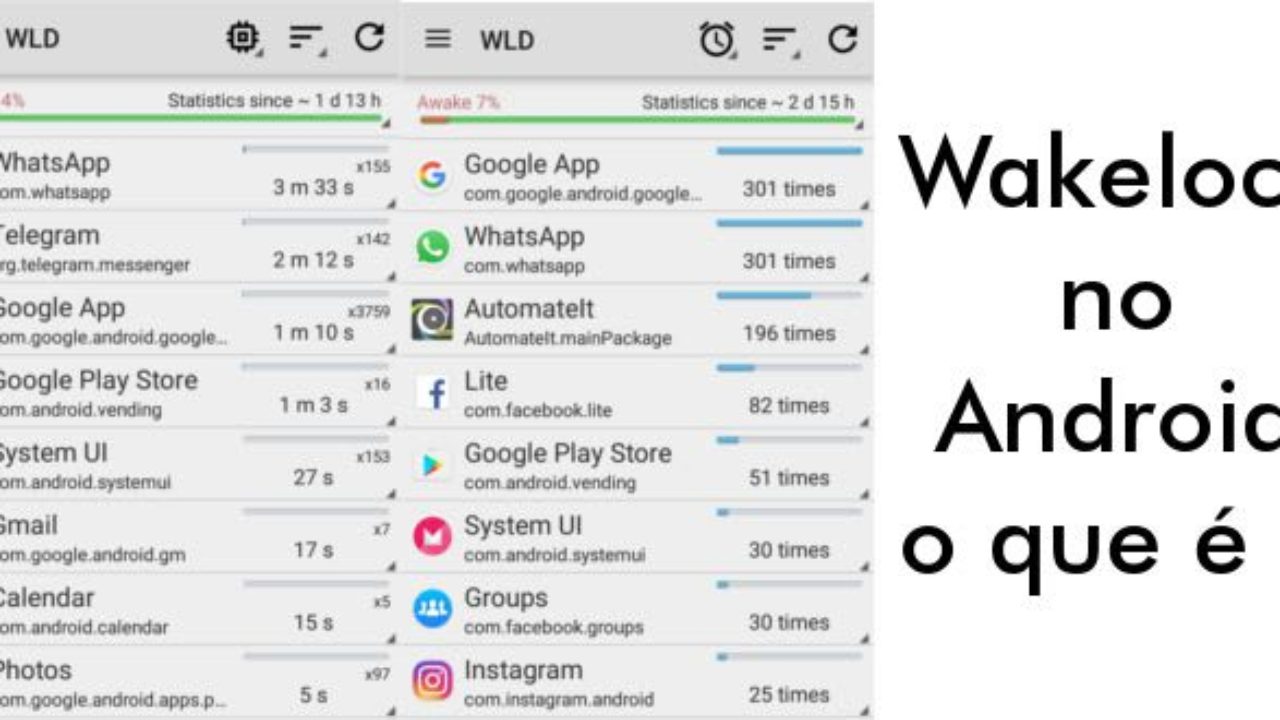 WLD
4%
Statistics since ~ 1 d 13 h
WhatsApp
x155
om.whatsapp
3 m 33 s
Telegram
x142
rg.telegram.messenger
2 m 12 s
Google App
x3759
om.google.android.google...
1 m 10 s
Google Play Store
x16
om.android.vending
1 m 3 s
System UI
x153
om.android.systemui
27 s
Gmail
x7
om.google.android.gm
17 s
Calendar
x5
om.android.calendar
15 s
Photos
x97
om.google.android.apps.p...
5 s
WLD
Awake 7%
Statistics since ~ 2 d 15 h
Google App
com.google.android.google...
301 times
WhatsApp
com.whatsapp
301 times
AutomateIt
AutomateIt.mainPackage
196 times
Lite
com.facebook.lite
82 times
Google Play Store
com.android.vending
51 times
System UI
com.android.systemui
30 times
Groups
com.facebook.groups
30 times
Instagram
com.instagram.android
25 times
Wakeloc
no
Android
o que é